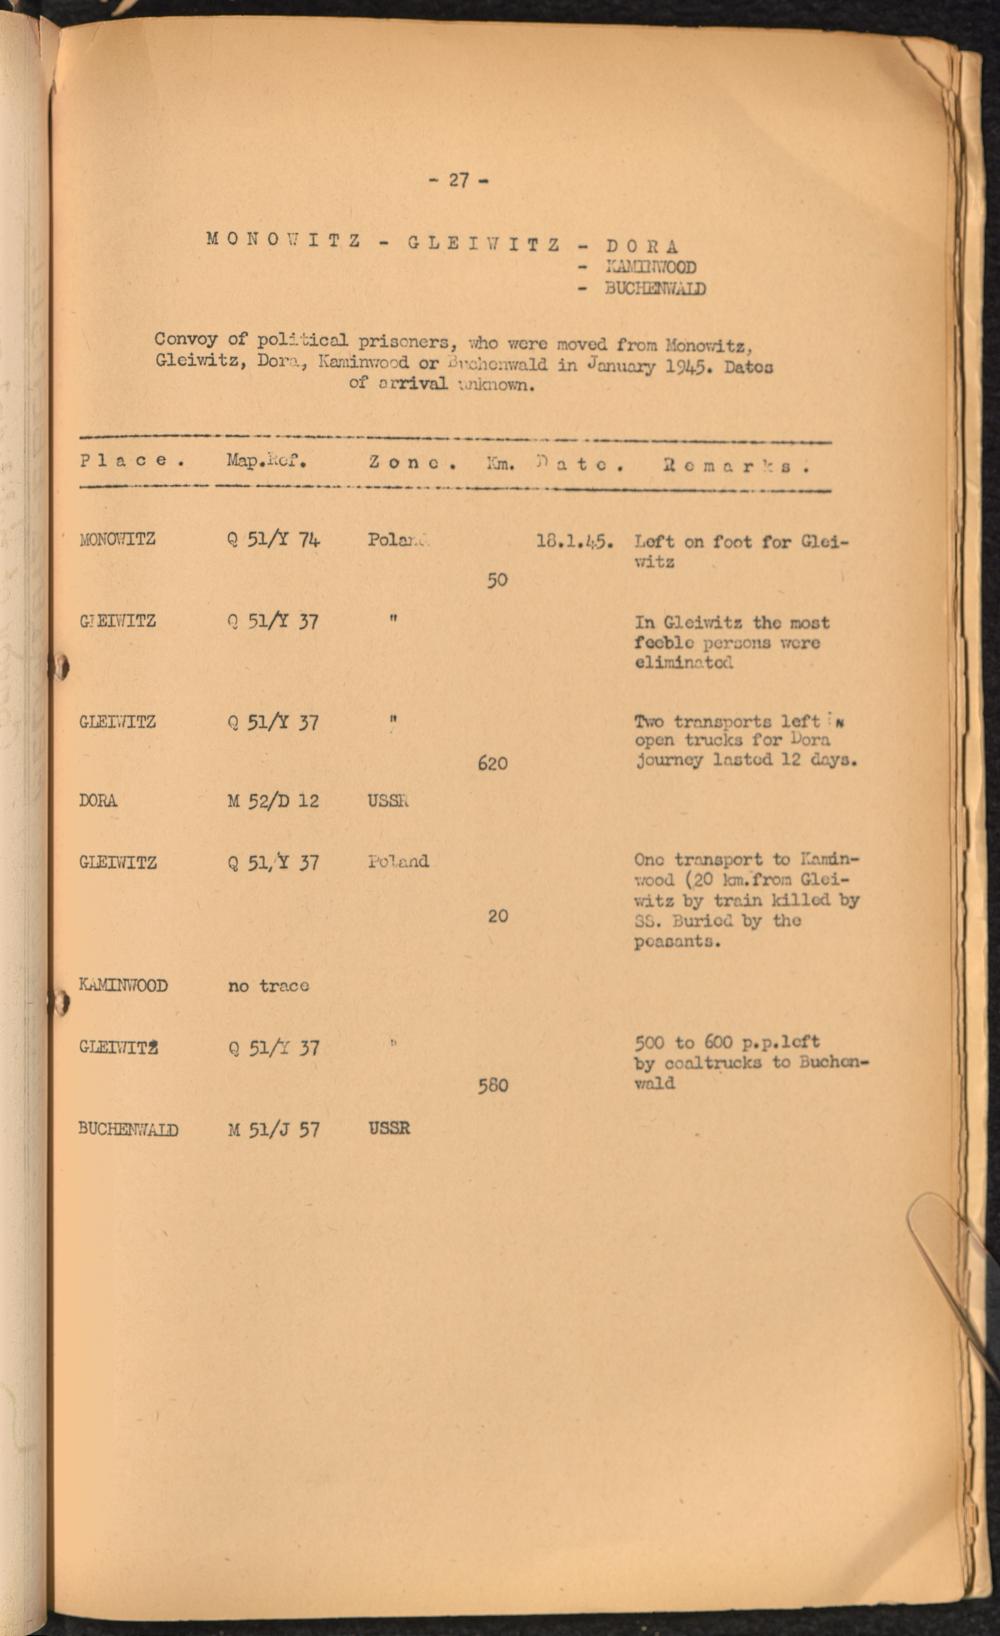 - 27 -
MONOWITZ - GLEIWITZ - DORA
- KAMINWOOD
- BUCHENWALD
Convoy of political prisoners, who were moved from Monowitz,
Gleiwitz, Dora, Kaminwood or Buchenwald in January 1945. Dates
of arrival unknown.
Place. Map.Ref. Zone. Km. Date. Remarks.
MONOWITZ Q 51/Y 74 Poland 18.1.45. Left on foot for Glei-
witz
50
GLEIWITZ Q 51/Y 37 " In Gleiwitz the most
feeble persons were
eliminated
GLEIWITZ Q 51/Y 37 " Two transports left in
open trucks for Dora
620 journey lasted 12 days.
DORA M 52/D 12 USSR
GLEIWITZ Q 51/Y 37 Poland One transport to Kamin-
wood (20 km.from Glei-
witz by train killed by
20 SS. Buried by the
peasants.
KAMINWOOD no trace
GLEIWITZ Q 51/Y 37 " 500 to 600 p.p.left
by coaltrucks to Buchen-
580 wald
BUCHENWALD M 51/J 57 USSR